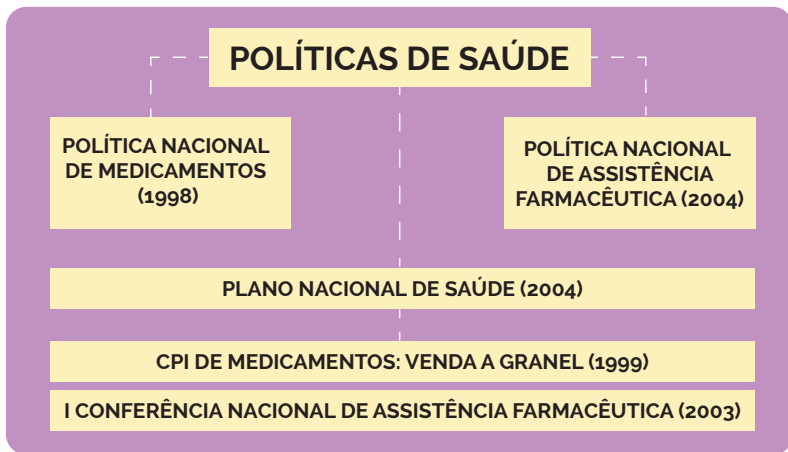 POLÍTICAS DE SAÚDE
POLÍTICA NACIONAL
DE MEDICAMENTOS
(1998)
POLÍTICA NACIONAL
DE ASSISTÊNCIA
FARMACÊUTICA (2004)
PLANO NACIONAL DE SAÚDE (2004)
CPI DE MEDICAMENTOS: VENDA A GRANEL (1999)
I CONFERÊNCIA NACIONAL DE ASSISTÊNCIA FARMACÊUTICA (2003)